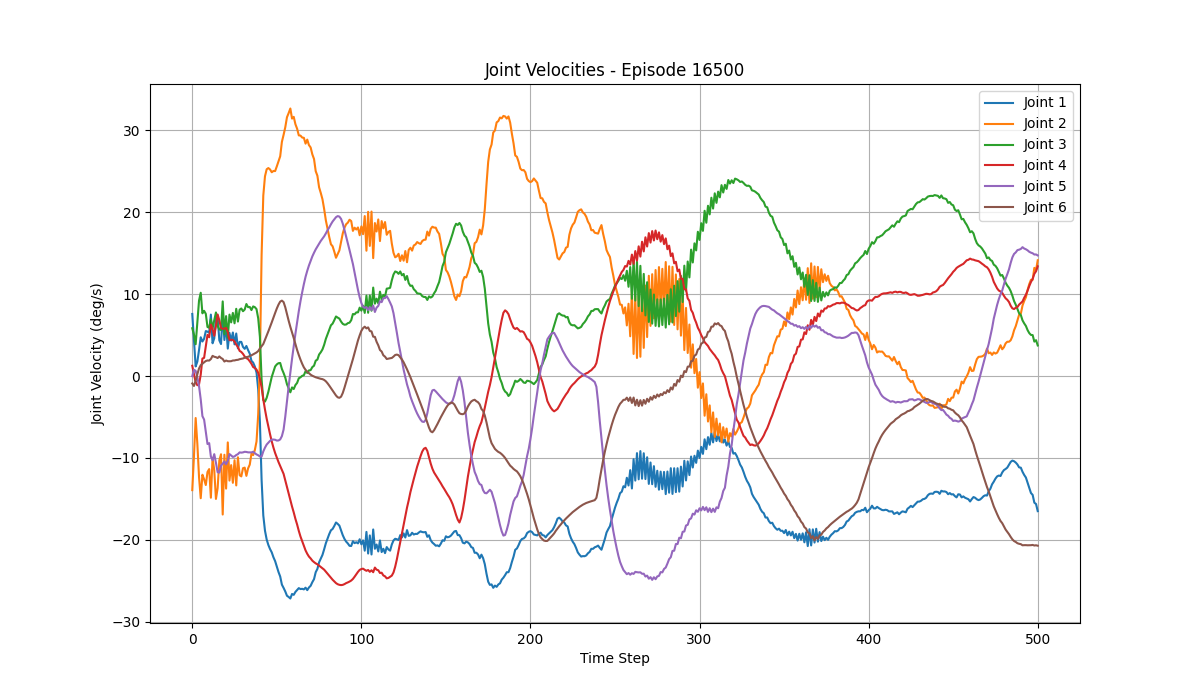 Joint Velocities - Episode 16500
Joint Velocity (deg/s)
30
20
10
0
−10
−20
−30
Joint 1
Joint 2
Joint 3
Joint 4
Joint 5
Joint 6
0 100 200 300 400 500
Time Step